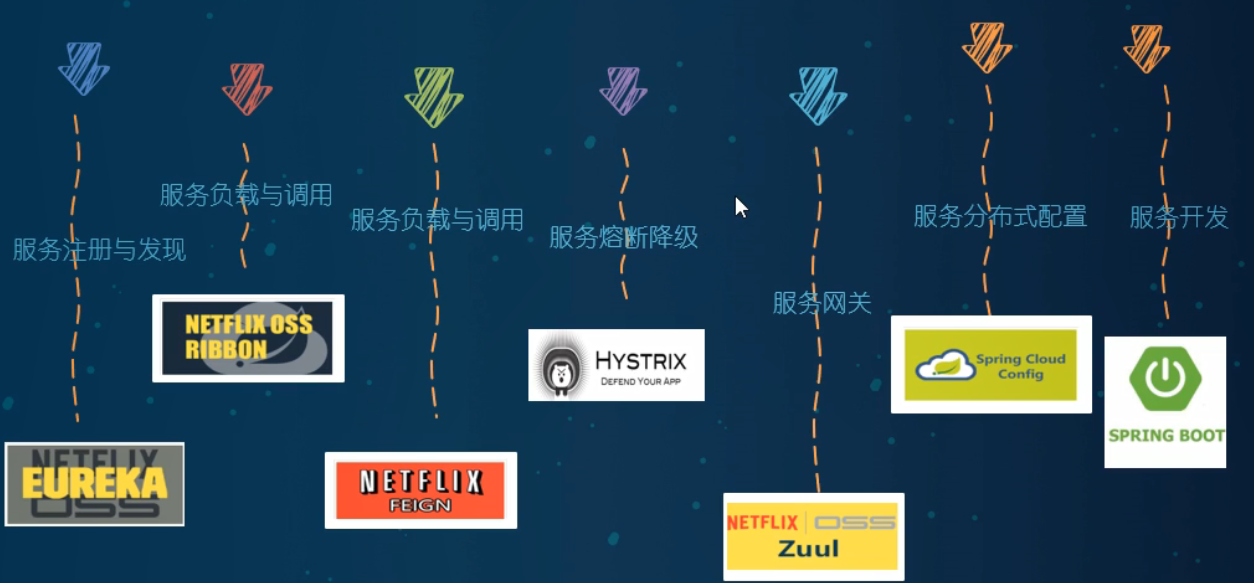 服务注册与发现
NETFLIX
EUREKA
OSS
服务负载与调用
NETFLIX OSS
RIBBON
服务负载与调用
NETFLIX
FEIGN
服务熔断降级
HYSTRIX
DEFEND YOUR APP
服务网关
NETFLIX OSS
Zuul
服务分布式配置
Spring Cloud
Config
服务开发
SPRING BOOT